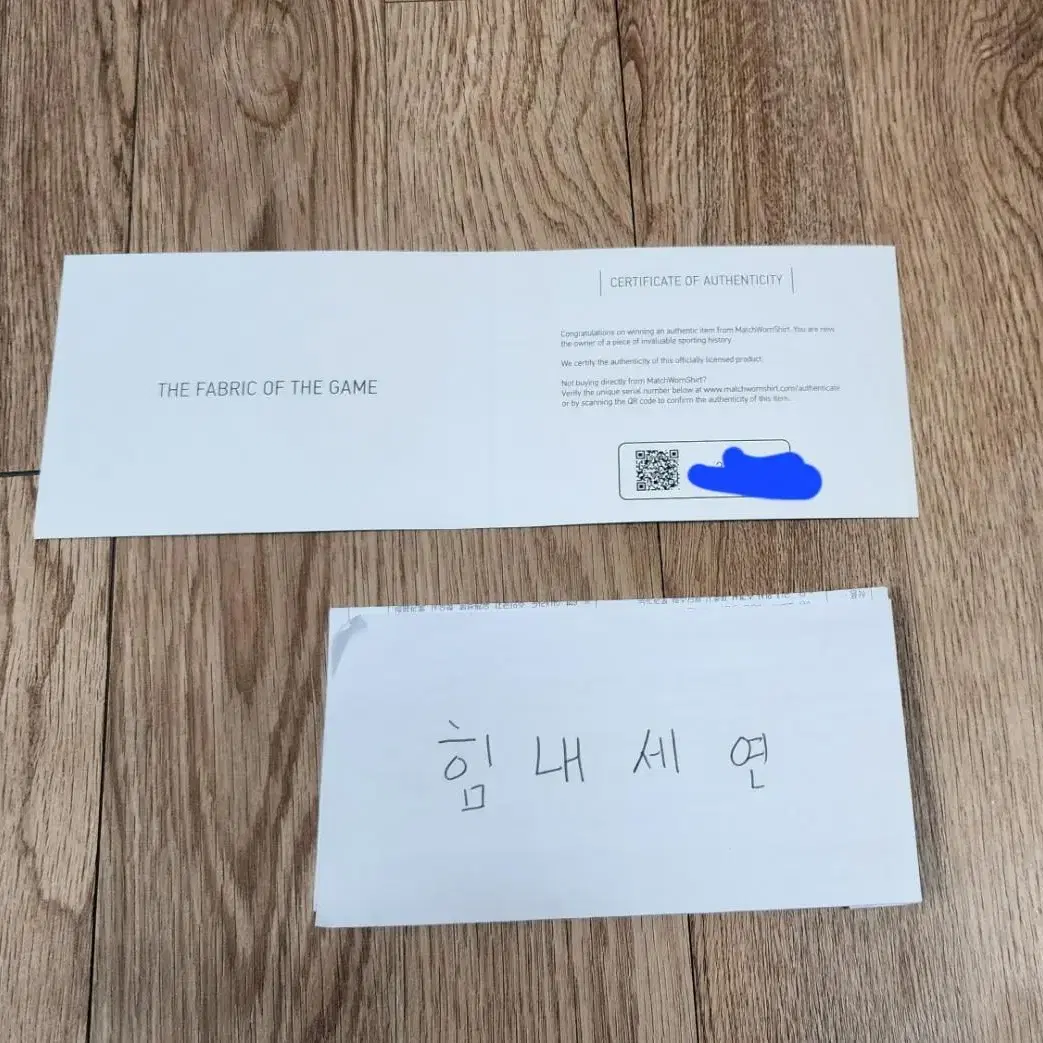 THE FABRIC OF THE GAME
CERTIFICATE OF AUTHENTICITY
Congratulations on winning an authentic item from MatchWornShirt. You are now
the owner of a piece of invaluable sporting history
We certify the authenticity of this officially licensed product.
Not buying directly from MatchWornShirt?
Verify the unique serial number below at www.matchwornshirt.com/authenticate
or by scanning the QR code to confirm the authenticity of this item.
힘내세연